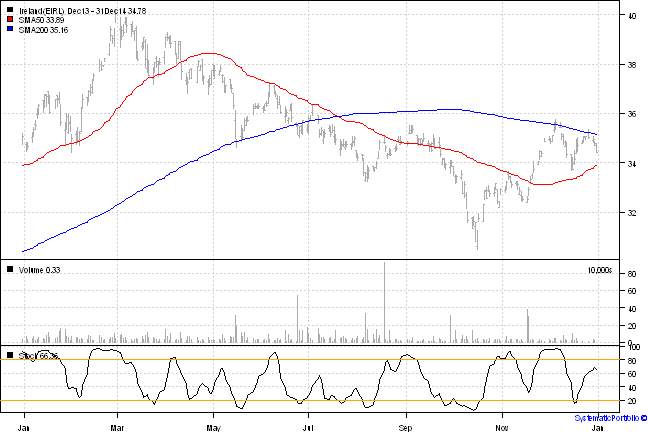 Ireland(EIRL) Dec13 - 31Dec14 34.78
SMA50 33.89
SMA200 35.16
40
38
36
34
32
Volume 0.33
10,000s
80
60
40
20
0
Stoch 66.36
100
80
60
40
20
Jan
Mar
May
Jul
Sep
Nov
Jan
SystematicPortfolio ©